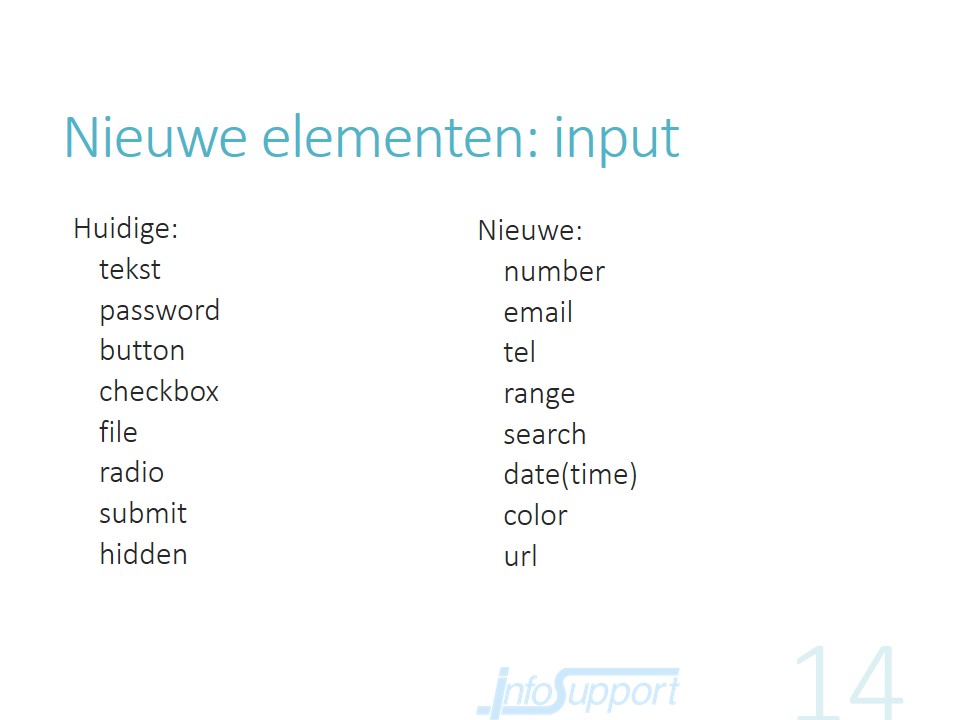 Nieuwe elementen: input
Huidige:
tekst
password
button
checkbox
file
radio
submit
hidden
Nieuwe:
number
email
tel
range
search
date(time)
color
url
infoSupport
14